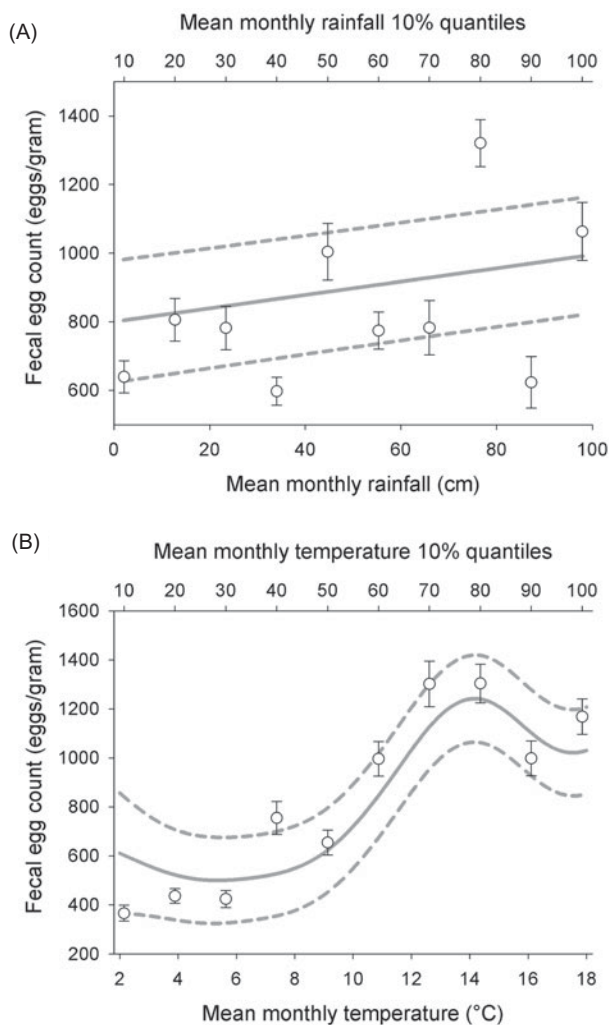 (A)
Mean monthly rainfall 10% quantiles
10 20 30 40 50 60 70 80 90 100
1400
1200
1000
800
600
Fecal egg count (eggs/gram)
0 20 40 60 80 100
Mean monthly rainfall (cm)
(B)
Mean monthly temperature 10% quantiles
10 20 30 40 50 60 70 80 90 100
1600
1400
1200
1000
800
600
400
200
Fecal egg count (eggs/gram)
2 4 6 8 10 12 14 16 18
Mean monthly temperature (°C)